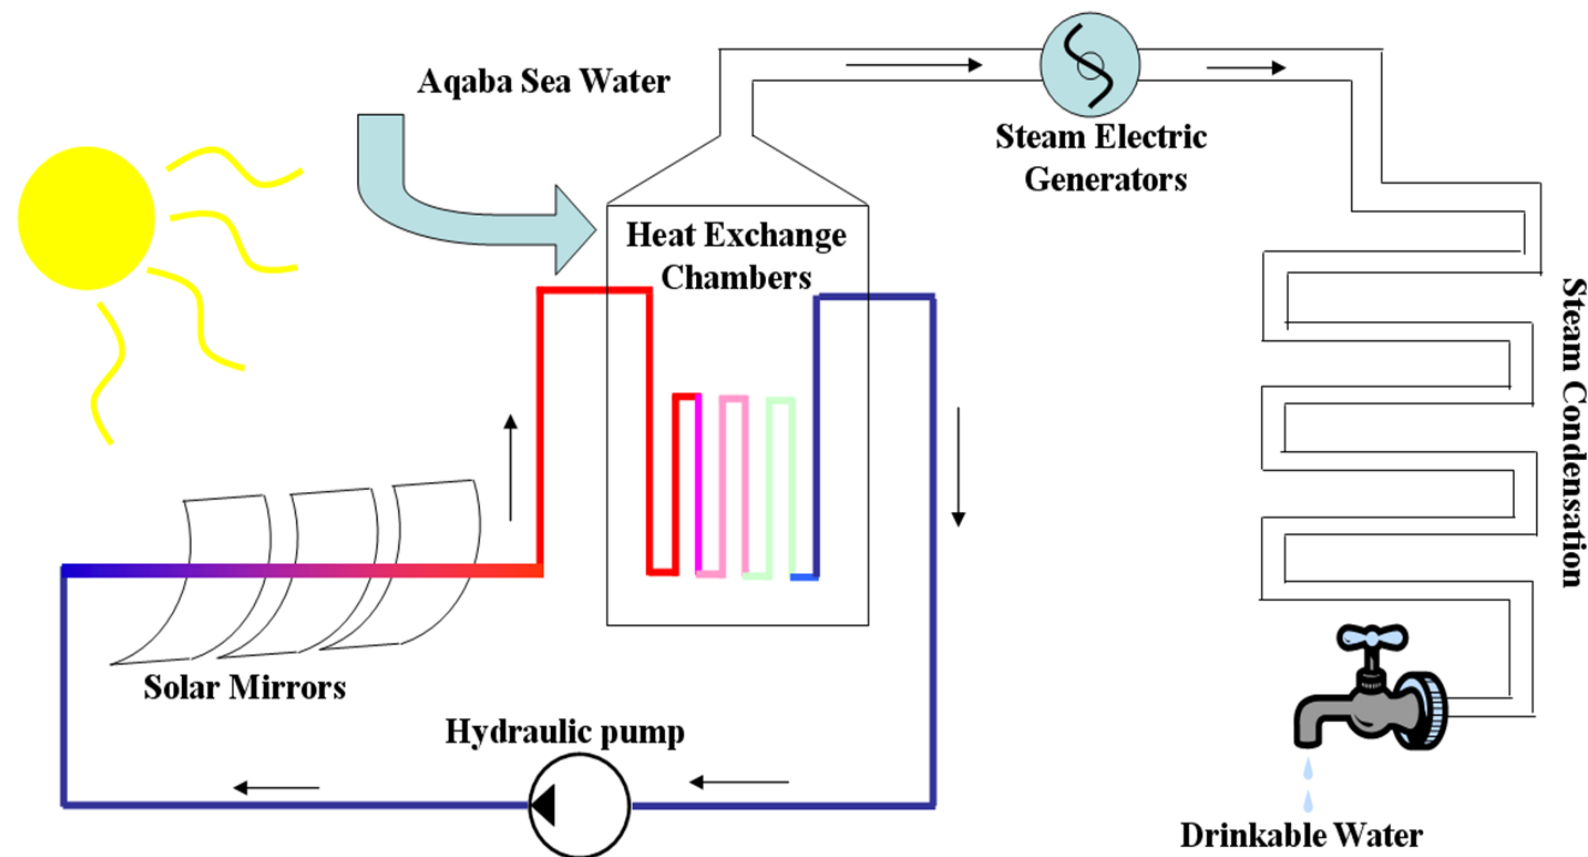 Aqaba Sea Water
Steam Electric
Generators
Heat Exchange
Chambers
Steam Condensation
Solar Mirrors
Hydraulic pump
Drinkable Water